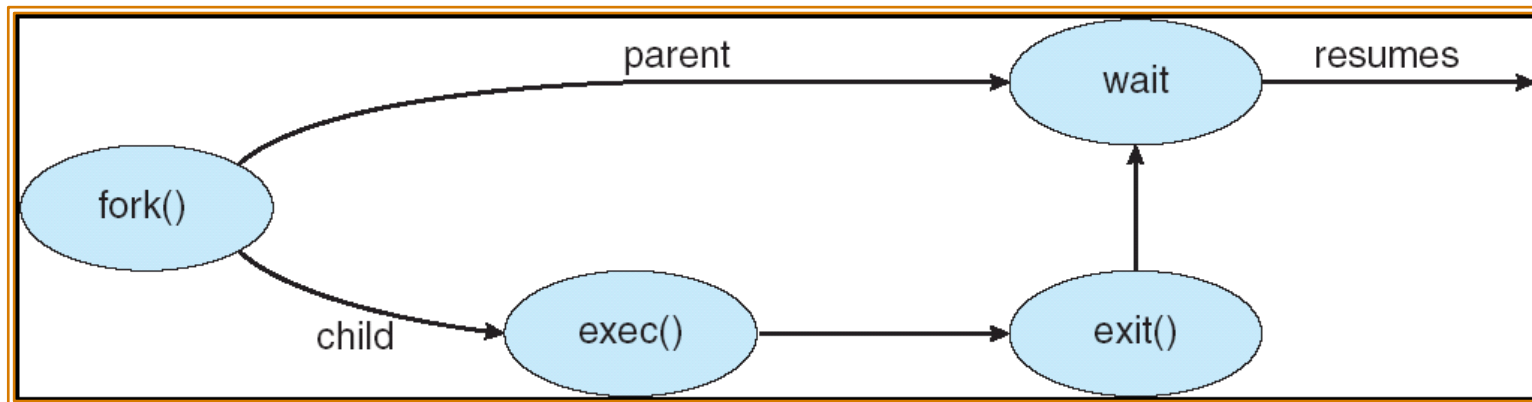 parent
wait
resumes
fork()
child
exec()
exit()